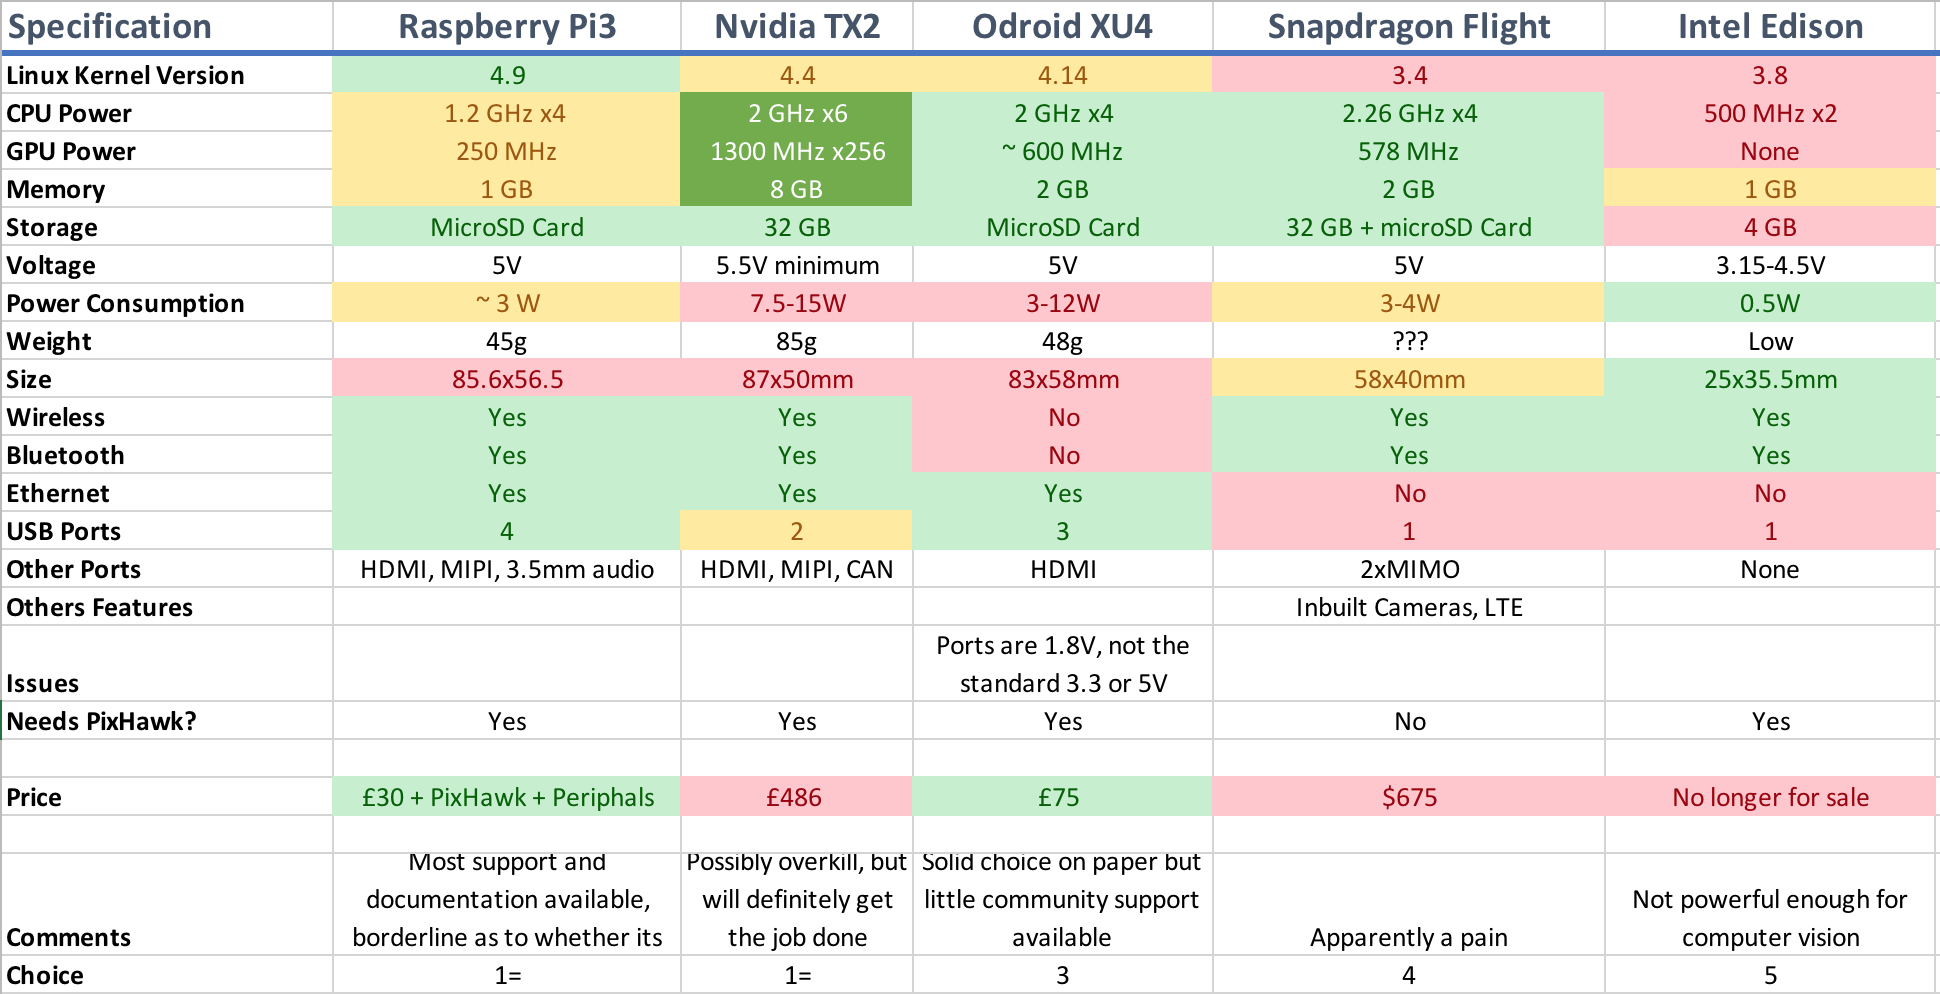 Specification Raspberry Pi3 Nvidia TX2 Odroid XU4 Snapdragon Flight Intel Edison
Linux Kernel Version 4.9 4.4 4.14 3.4 3.8
CPU Power 1.2 GHz x4 2 GHz x6 2 GHz x4 2.26 GHz x4 500 MHz x2
GPU Power 250 MHz 1300 MHz x256 ~ 600 MHz 578 MHz None
Memory 1 GB 8 GB 2 GB 2 GB 1 GB
Storage MicroSD Card 32 GB MicroSD Card 32 GB + microSD Card 4 GB
Voltage 5V 5.5V minimum 5V 5V 3.15-4.5V
Power Consumption ~ 3 W 7.5-15W 3-12W 3-4W 0.5W
Weight 45g 85g 48g ??? Low
Size 85.6x56.5 87x50mm 83x58mm 58x40mm 25x35.5mm
Wireless Yes Yes No Yes Yes
Bluetooth Yes Yes No Yes Yes
Ethernet Yes Yes Yes No No
USB Ports 4 2 3 1 1
Other Ports HDMI, MIPI, 3.5mm audio HDMI, MIPI, CAN HDMI 2xMIMO None
Others Features Inbuilt Cameras, LTE
Ports are 1.8V, not the
Issues standard 3.3 or 5V
Needs PixHawk? Yes Yes Yes No Yes
Price £30 + PixHawk + Periphals £486 £75 $675 No longer for sale
Most support and Possibly overkill, but Solid choice on paper but
documentation available, will definitely get little community support Not powerful enough for
Comments borderline as to whether its the job done available Apparently a pain computer vision
Choice 1= 1= 3 4 5